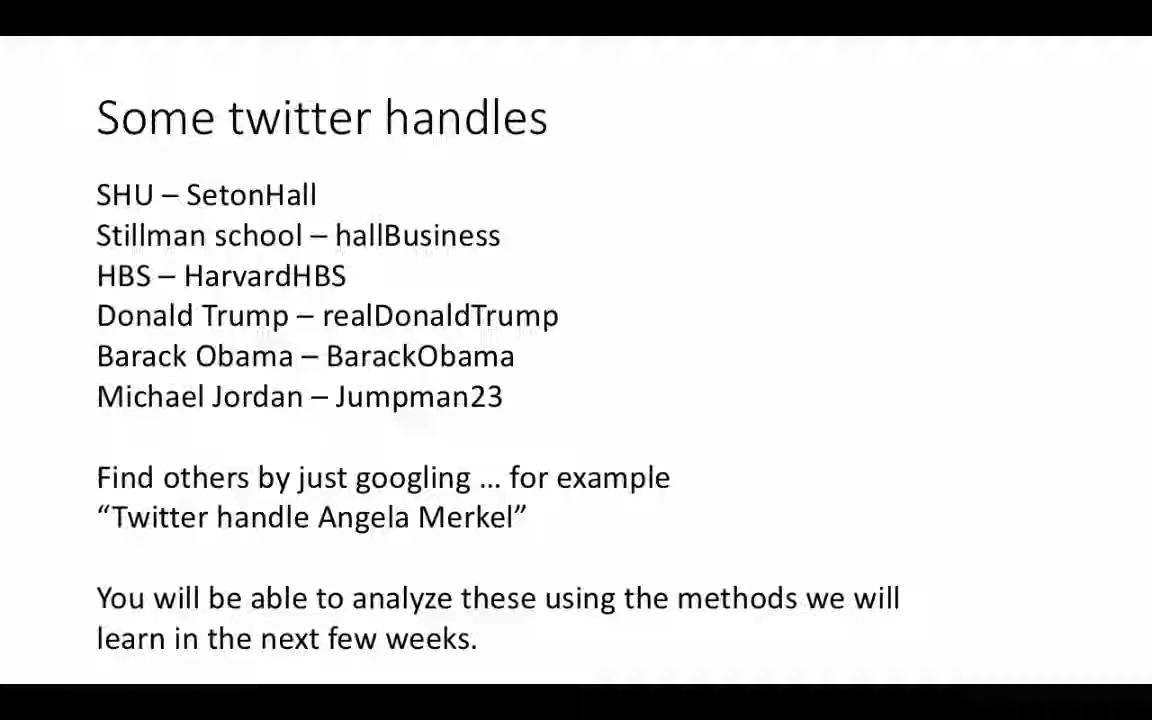 Some twitter handles
SHU – SetonHall
Stillman school – hallBusiness
HBS – HarvardHBS
Donald Trump – realDonaldTrump
Barack Obama – BarackObama
Michael Jordan – Jumpman23
Find others by just googling … for example
“Twitter handle Angela Merkel”
You will be able to analyze these using the methods we will
learn in the next few weeks.